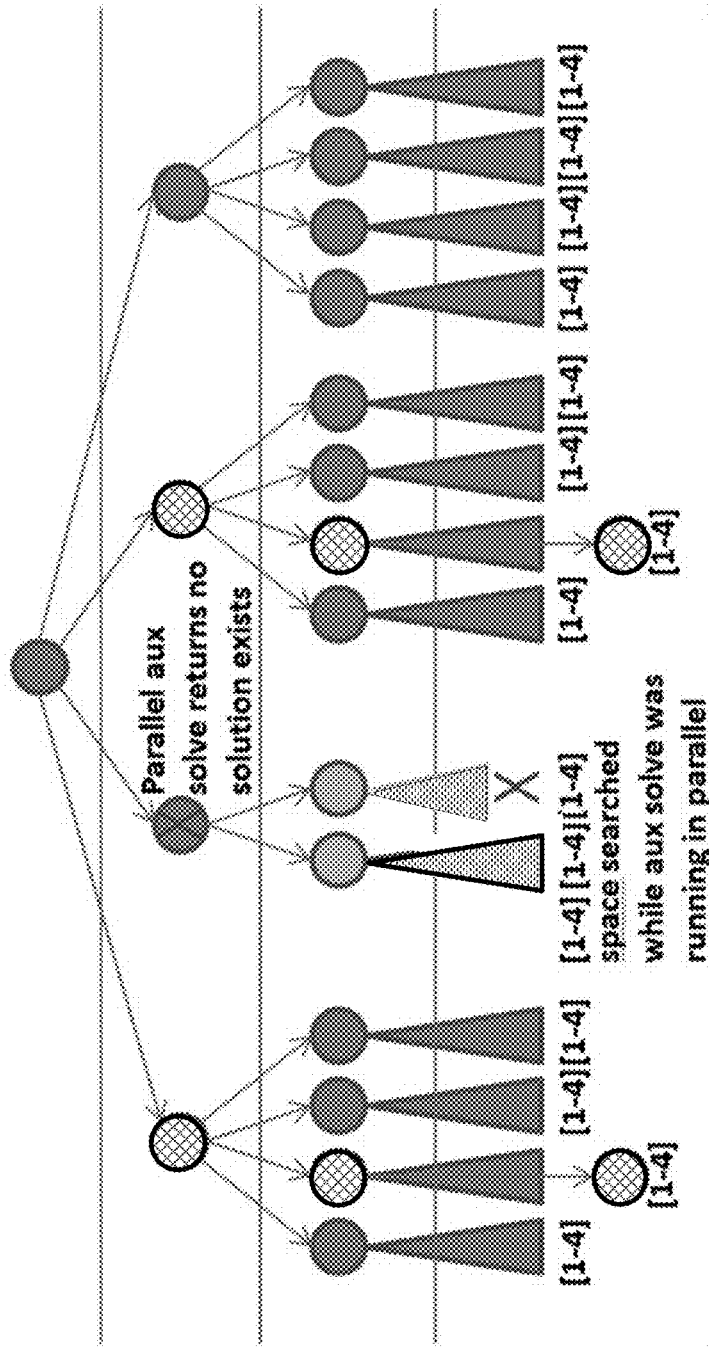 Parallel aux
solve returns no
solution exists
[1-4]
[1-4][1-4]
[1-4] [1-4][1-4]
[1-4]
[1-4][1-4]
[1-4] [1-4][1-4][1-4]
space searched
while aux solve was
running in parallel
[1-4]
[1-4]